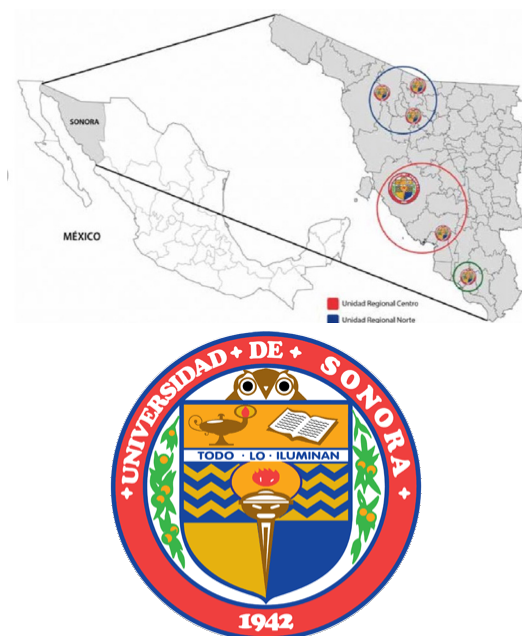 SONORA
MÉXICO
Unidad Regional Centro
Unidad Regional Norte
UNIVERSIDAD DE SONORA
TODO · LO · ILUMINAN
1942